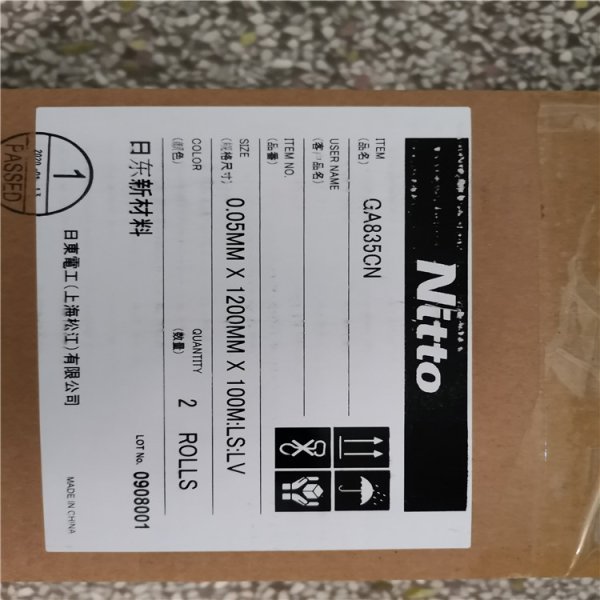 Nitto
ITEM
(品名) GA835CN
USER NAME
(客户品名)
ITEM NO.
(品番)
SIZE
(规格尺寸) 0.05MM X 1200MM X 100M:LS:LV
COLOR QUANTITY
(颜色) (数量) 2 ROLLS
日东新材料
LOT No. 0908001
1
PASSED
日東電工(上海松江)有限公司
MADE IN CHINA